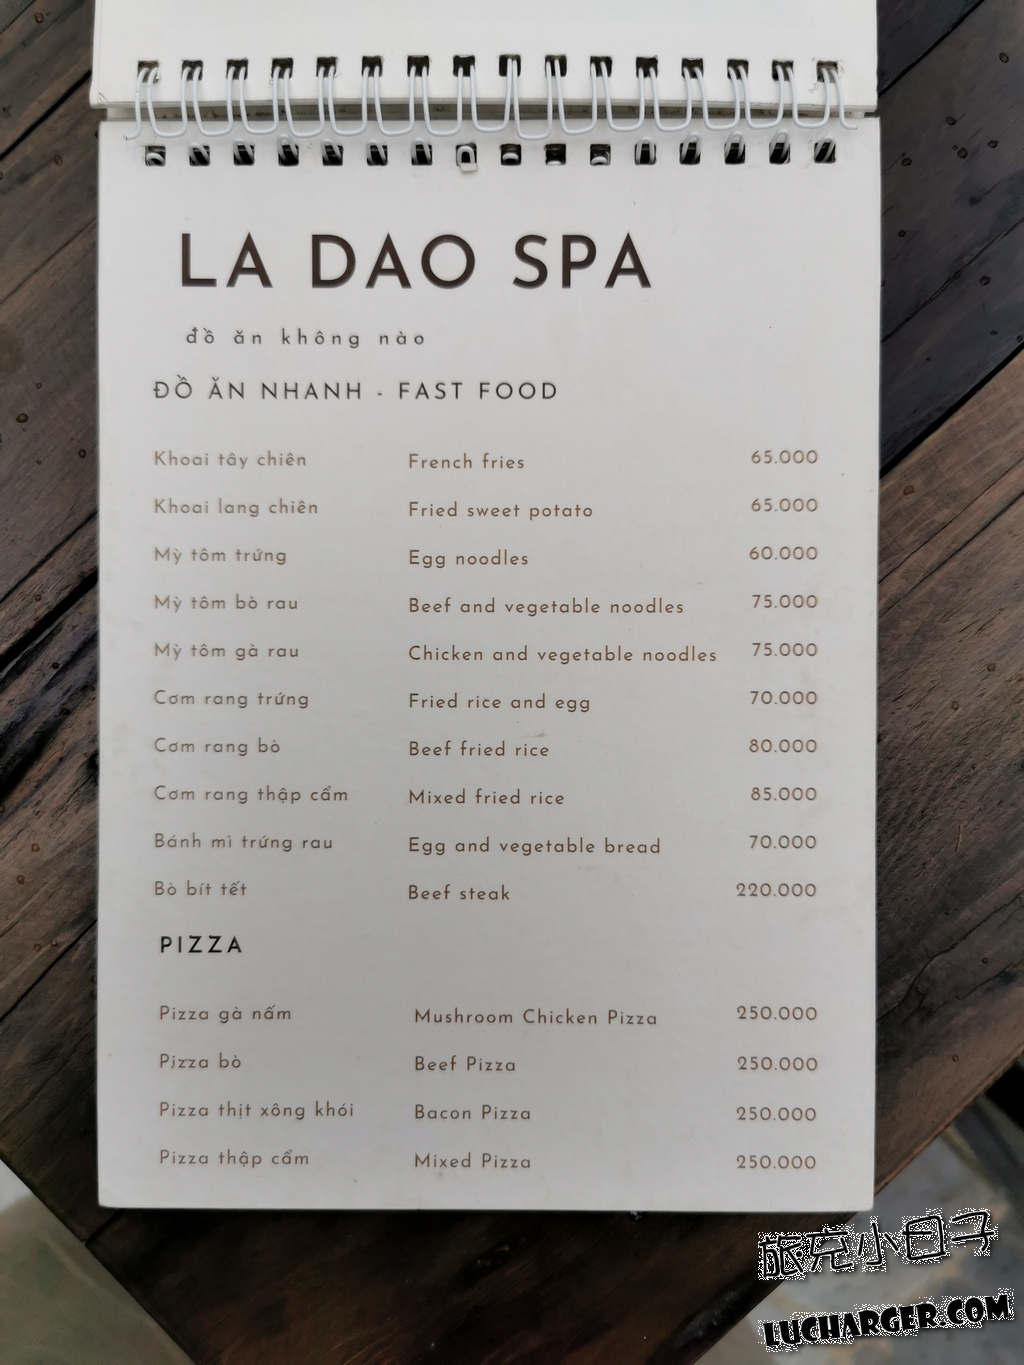 LA DAO SPA
đồ ăn không nào
ĐỒ ĂN NHANH - FAST FOOD
Khoai tây chiên French fries 65.000
Khoai lang chiên Fried sweet potato 65.000
Mỳ tôm trứng Egg noodles 60.000
Mỳ tôm bò rau Beef and vegetable noodles 75.000
Mỳ tôm gà rau Chicken and vegetable noodles 75.000
Cơm rang trứng Fried rice and egg 70.000
Cơm rang bò Beef fried rice 80.000
Cơm rang thập cẩm Mixed fried rice 85.000
Bánh mì trứng rau Egg and vegetable bread 70.000
Bò bít tết Beef steak 220.000
PIZZA
Pizza gà nấm Mushroom Chicken Pizza 250.000
Pizza bò Beef Pizza 250.000
Pizza thịt xông khói Bacon Pizza 250.000
Pizza thập cẩm Mixed Pizza 250.000
旅充小日子
LUCHARGER.COM